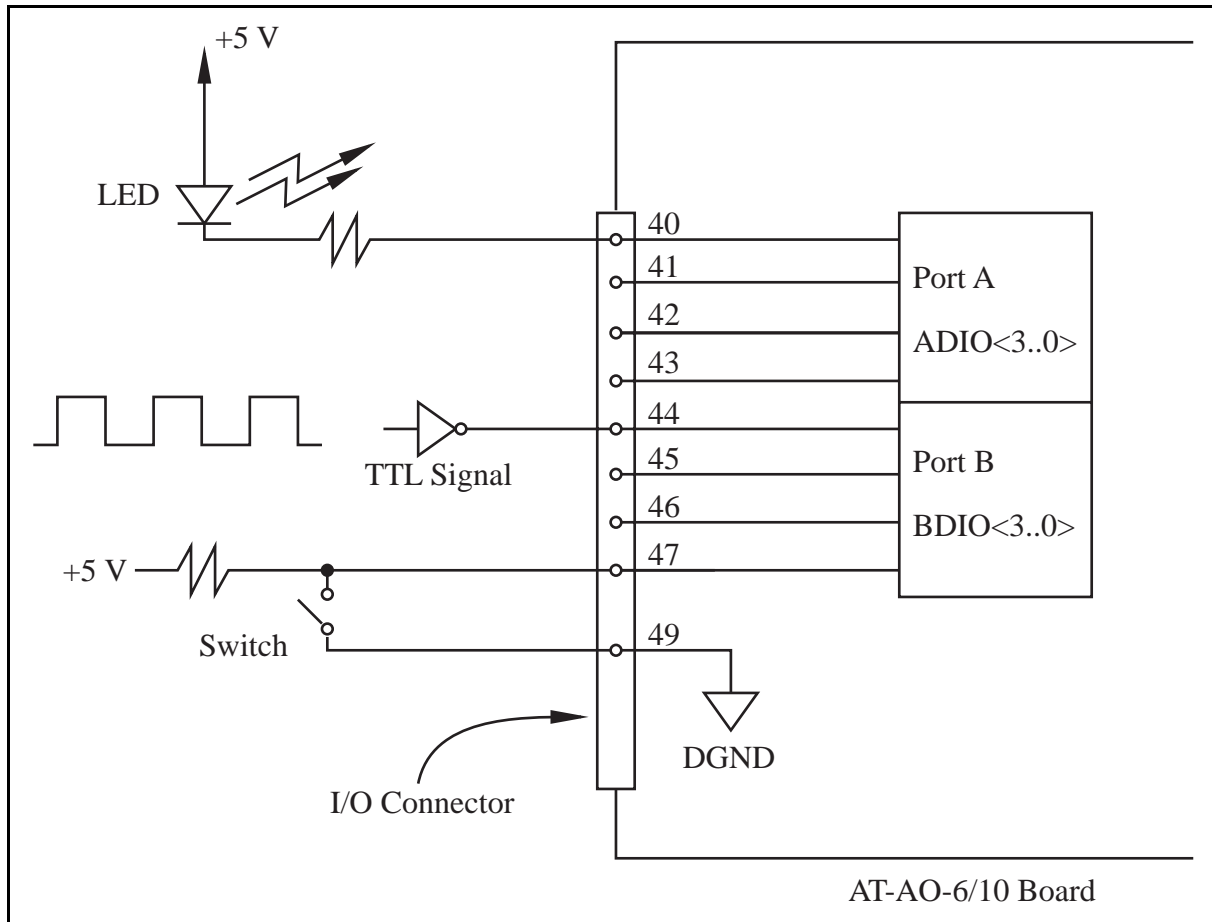 +5 V
LED
40
41
Port A
42
ADIO<3..0>
43
44
TTL Signal
45
Port B
46
BDIO<3..0>
47
+5 V
Switch
49
DGND
I/O Connector
AT-AO-6/10 Board